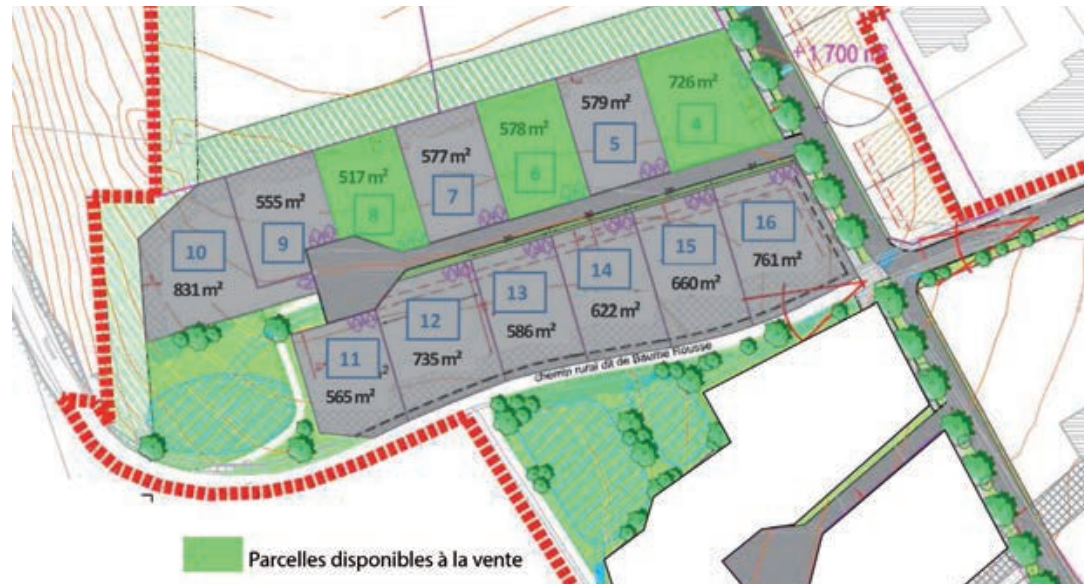 +1 700 m²
726 m²
4
579 m²
5
578 m²
6
577 m²
7
517 m²
8
555 m²
9
10
831 m²
16
761 m²
15
660 m²
14
622 m²
13
586 m²
12
735 m²
11
565 m²
chemin rural dit de Baume Rousse
Parcelles disponibles à la vente